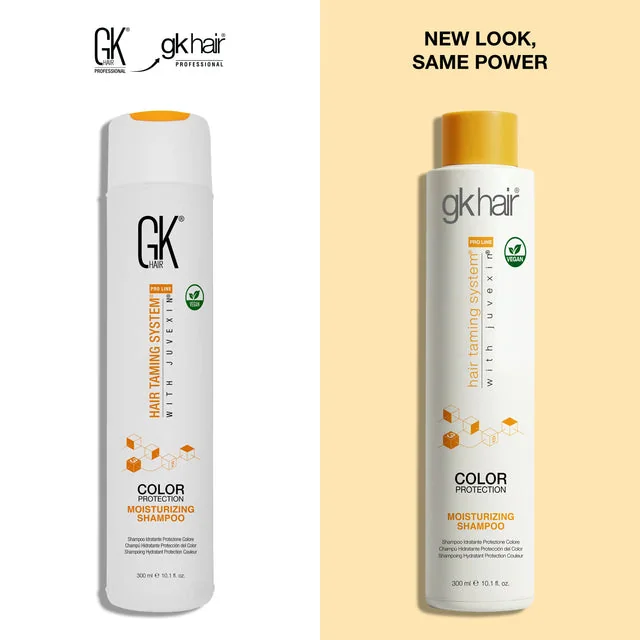 GK®
HAIR
PROFESSIONAL
gkhair®
PROFESSIONAL
NEW LOOK,
SAME POWER
GK®
HAIR
PRO LINE
HAIR TAMING SYSTEM®
WITH JUVEXIN®
VEGAN
COLOR
PROTECTION
MOISTURIZING
SHAMPOO
Shampoo Idratante Protezione Colore
Champú Hidratante Protección del Color
Shampoing Hydratant Protection Couleur
300 ml ℮ 10.1 fl. oz.
gkhair®
PRO LINE
hair taming system®
with juvexin®
VEGAN
COLOR
PROTECTION
MOISTURIZING
SHAMPOO
Shampoo Idratante Protezione Colore
Champú Hidratante Protección del Color
Shampoing Hydratant Protection Couleur
300 ml ℮ 10.1 fl. oz.